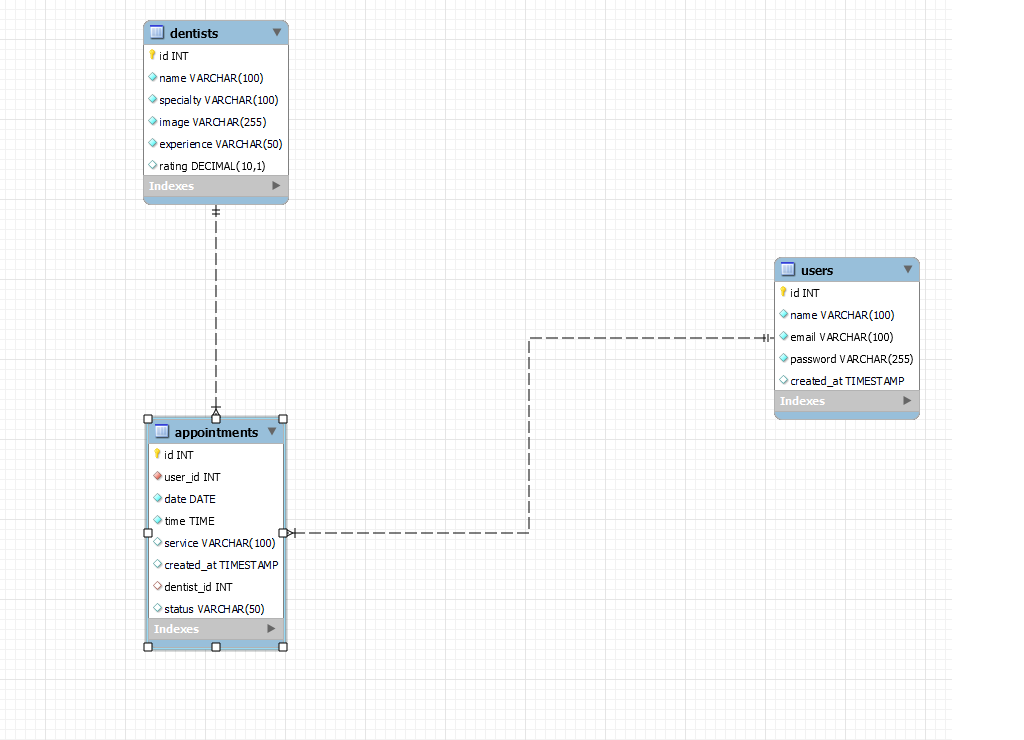 dentists
id INT
name VARCHAR(100)
specialty VARCHAR(100)
image VARCHAR(255)
experience VARCHAR(50)
rating DECIMAL(10,1)
Indexes
users
id INT
name VARCHAR(100)
email VARCHAR(100)
password VARCHAR(255)
created_at TIMESTAMP
Indexes
appointments
id INT
user_id INT
date DATE
time TIME
service VARCHAR(100)
created_at TIMESTAMP
dentist_id INT
status VARCHAR(50)
Indexes